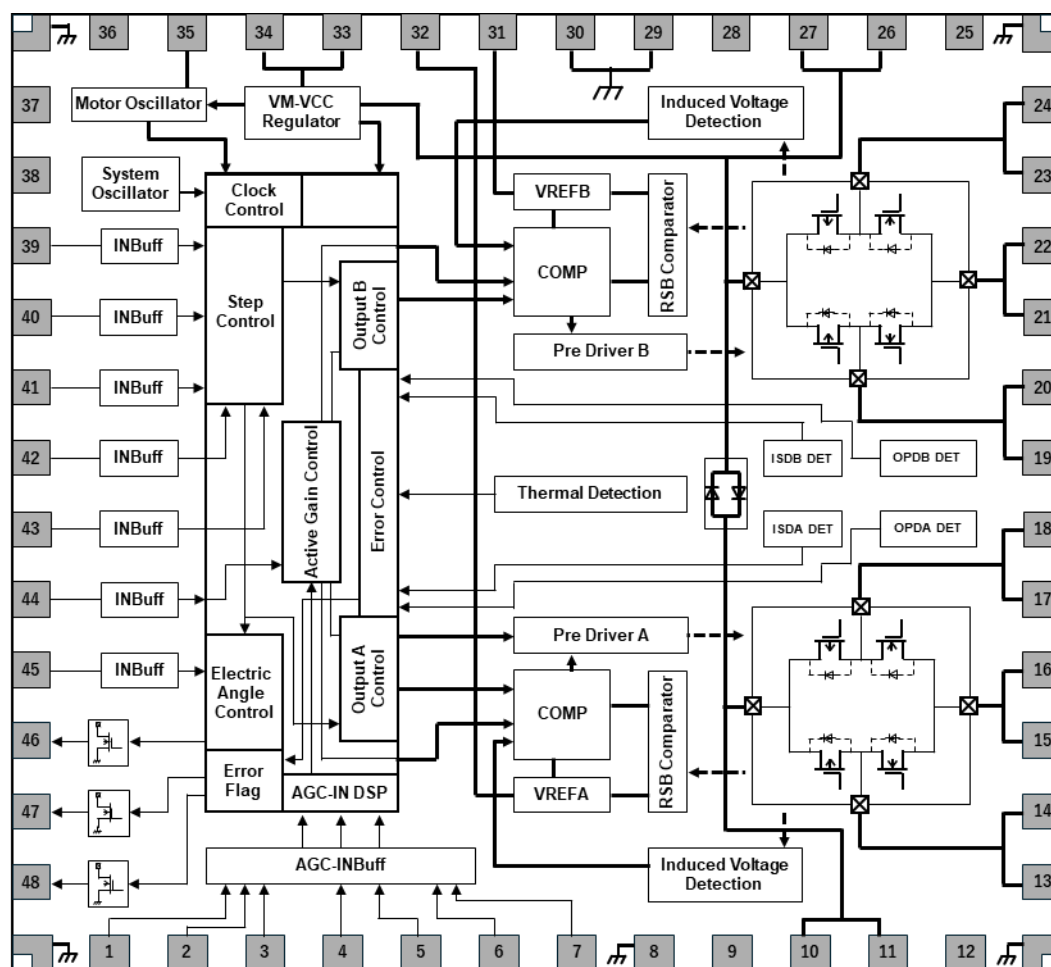 36
35
34
33
32
31
30
29
28
27
26
25
37
Motor Oscillator
VM-VCC
Regulator
Induced Voltage
Detection
24
38
System
Oscillator
Clock
Control
VREFB
RSB Comparator
23
39
INBuff
Step
Control
Output B
Control
COMP
22
40
INBuff
21
Pre Driver B
41
INBuff
20
42
INBuff
Active Gain Control
Error Control
ISDB DET
OPDB DET
19
Thermal Detection
43
INBuff
ISDA DET
OPDA DET
18
44
INBuff
17
Pre Driver A
45
INBuff
Electric
Angle
Control
Output A
Control
COMP
RSB Comparator
16
46
15
Error
Flag
AGC-IN DSP
VREFA
47
14
AGC-INBuff
Induced Voltage
Detection
48
13
1
2
3
4
5
6
7
8
9
10
11
12